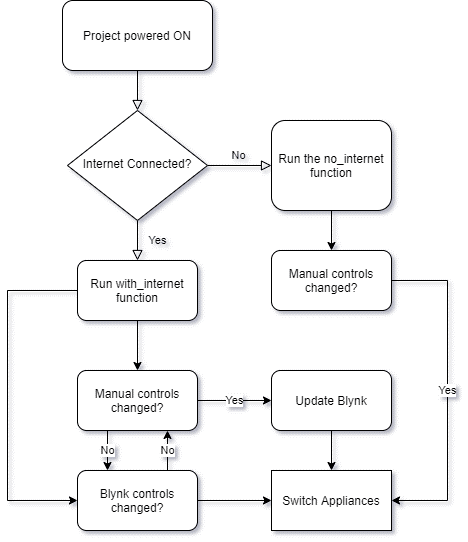 Project powered ON
Internet Connected?
No
Run the no_internet
function
Yes
Run with_internet
function
Manual controls
changed?
Manual controls
changed?
Yes
Update Blynk
Yes
No
No
Blynk controls
changed?
Switch Appliances